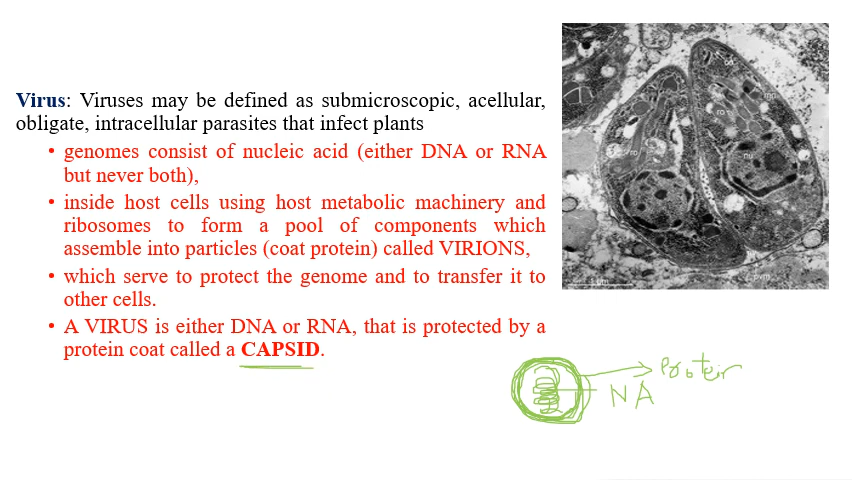 Virus: Viruses may be defined as submicroscopic, acellular,
obligate, intracellular parasites that infect plants
• genomes consist of nucleic acid (either DNA or RNA
but never both),
• inside host cells using host metabolic machinery and
ribosomes to form a pool of components which
assemble into particles (coat protein) called VIRIONS,
• which serve to protect the genome and to transfer it to
other cells.
• A VIRUS is either DNA or RNA, that is protected by a
protein coat called a CAPSID.
Protein
NA